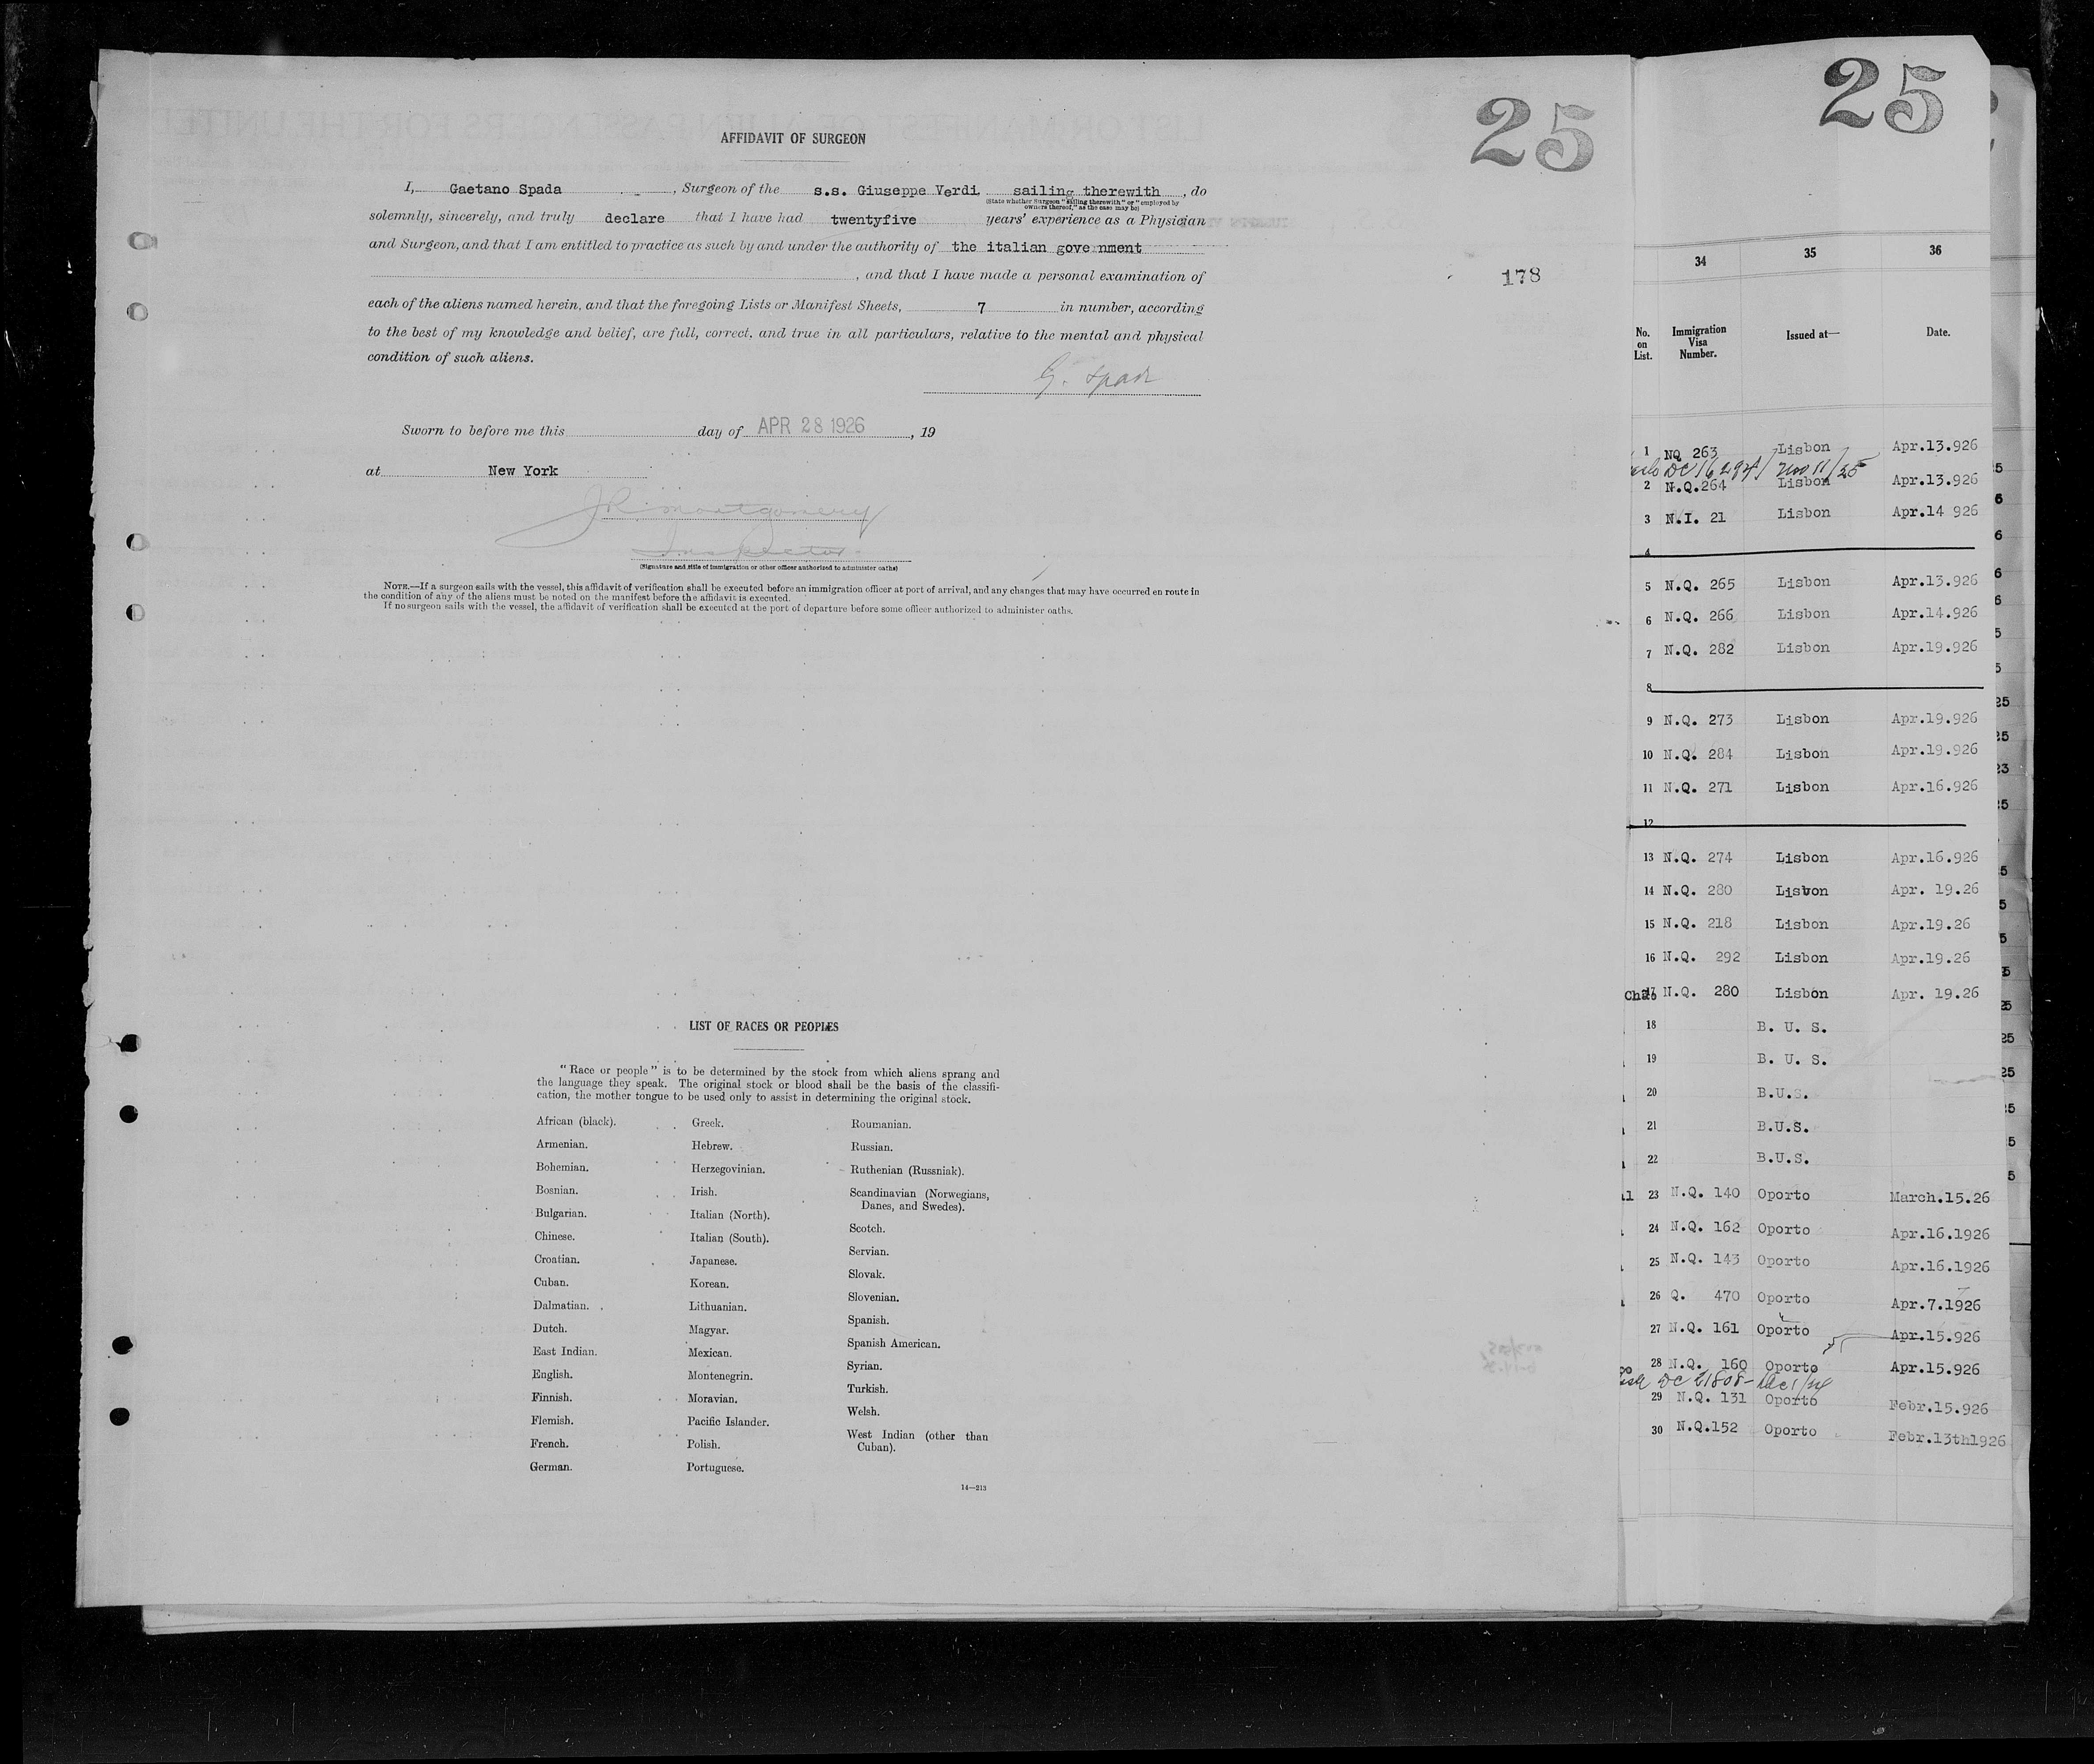 25
AFFIDAVIT OF SURGEON
I, Gaetano Spada, Surgeon of the s.s. Giuseppe Verdi sailing therewith, do
(State whether Surgeon "sailing therewith" or "employed by
owners thereof," as the case may be)
solemnly, sincerely, and truly declare that I have had twentyfive years' experience as a Physician
and Surgeon, and that I am entitled to practice as such by and under the authority of the italian gove nment
, and that I have made a personal examination of
178
each of the aliens named herein, and that the foregoing Lists or Manifest Sheets, 7 in number, according
to the best of my knowledge and belief, are full, correct, and true in all particulars, relative to the mental and physical
condition of such aliens.
G. Spada
Sworn to before me this day of APR 28 1926, 19
at New York
J R Montgomery
Inspector
(Signature and title of immigration or other officer authorized to administer oaths)
NOTE.—If a surgeon sails with the vessel, this affidavit of verification shall be executed before an immigration officer at port of arrival, and any changes that may have occurred en route in
the condition of any of the aliens must be noted on the manifest before the affidavit is executed.
If no surgeon sails with the vessel, the affidavit of verification shall be executed at the port of departure before some officer authorized to administer oaths.
LIST OF RACES OR PEOPLES
"Race or people" is to be determined by the stock from which aliens sprang and
the language they speak. The original stock or blood shall be the basis of the classifi-
cation, the mother tongue to be used only to assist in determining the original stock.
African (black).
Armenian.
Bohemian.
Bosnian.
Bulgarian.
Chinese.
Croatian.
Cuban.
Dalmatian.
Dutch.
East Indian.
English.
Finnish.
Flemish.
French.
German.
Greek.
Hebrew.
Herzegovinian.
Irish.
Italian (North).
Italian (South).
Japanese.
Korean.
Lithuanian.
Magyar.
Mexican.
Montenegrin.
Moravian.
Pacific Islander.
Polish.
Portuguese.
Roumanian.
Russian.
Ruthenian (Russniak).
Scandinavian (Norwegians,
Danes, and Swedes).
Scotch.
Servian.
Slovak.
Slovenian.
Spanish.
Spanish American.
Syrian.
Turkish.
Welsh.
West Indian (other than
Cuban).
14—213
25
34 35 36
No. on List. Immigration Visa Number. Issued at— Date.
1 NQ 263 Lisbon Apr.13.926
DC 16294 / Nov 11/25
2 N.Q.264 Lisbon Apr.13.926
3 N.I. 21 Lisbon Apr.14 926
4
5 N.Q. 265 Lisbon Apr.13.926
6 N.Q. 266 Lisbon Apr.14.926
7 N.Q. 282 Lisbon Apr.19.926
8
9 N.Q. 273 Lisbon Apr.19.926
10 N.Q. 284 Lisbon Apr.19.926
11 N.Q. 271 Lisbon Apr.16.926
12
13 N.Q. 274 Lisbon Apr.16.926
14 N.Q. 280 Lisbon Apr. 19.26
15 N.Q. 218 Lisbon Apr.19.26
16 N.Q. 292 Lisbon Apr.19.26
17 N.Q. 280 Lisbon Apr. 19.26
18 B. U. S.
19 B. U. S.
20 B.U.S.
21 B.U.S.
22 B.U.S.
23 N.Q. 140 Oporto March.15.26
24 N.Q. 162 Oporto Apr.16.1926
25 N.Q. 143 Oporto Apr.16.1926
26 Q. 470 Oporto Apr.7.1926
27 N.Q. 161 Oporto Apr.15.926
28 N.Q. 160 Oporto Apr.15.926
DC 21808-
29 N.Q. 131 Oporto Febr.15.926
30 N.Q.152 Oporto Febr.13th1926